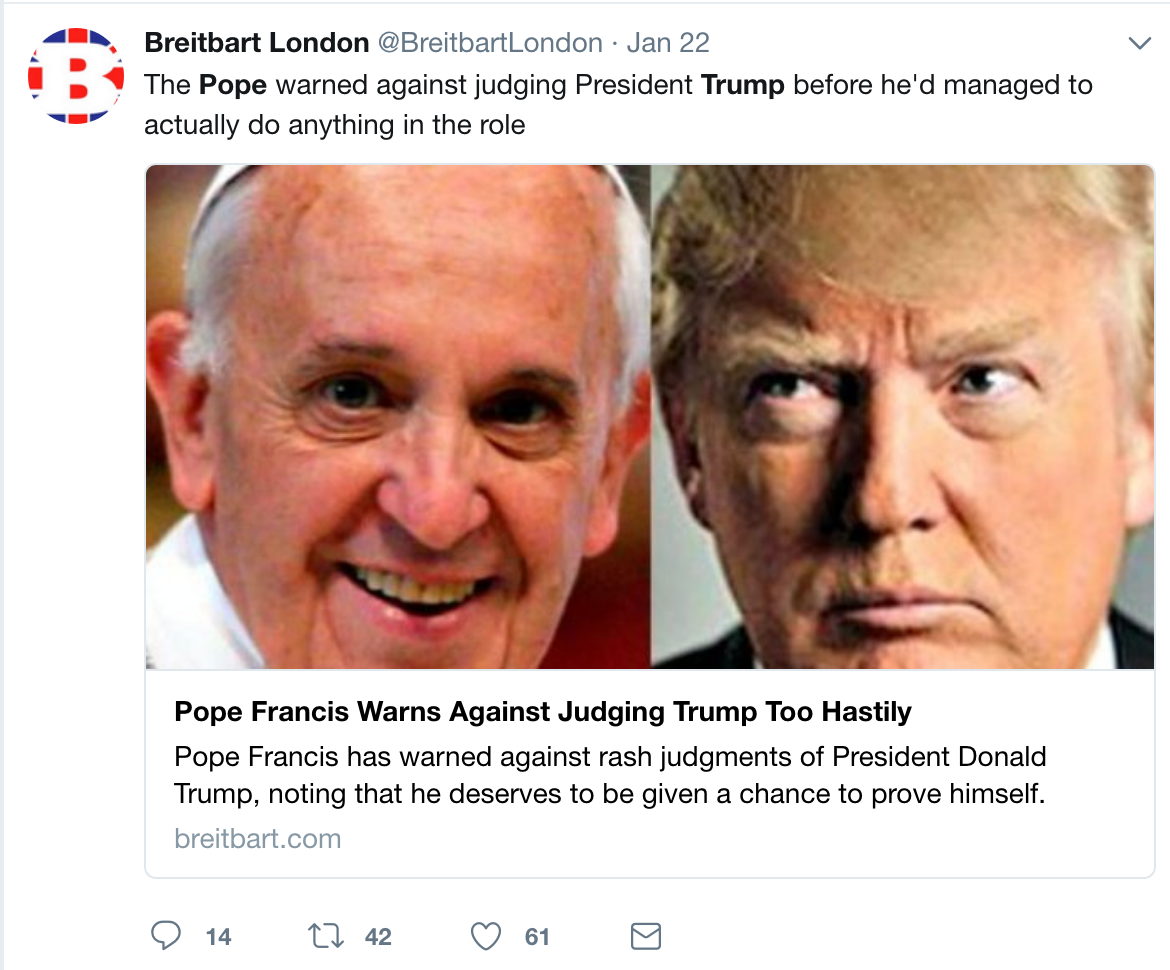 B
Breitbart London @BreitbartLondon · Jan 22
The Pope warned against judging President Trump before he'd managed to
actually do anything in the role
Pope Francis Warns Against Judging Trump Too Hastily
Pope Francis has warned against rash judgments of President Donald
Trump, noting that he deserves to be given a chance to prove himself.
breitbart.com
14 42 61